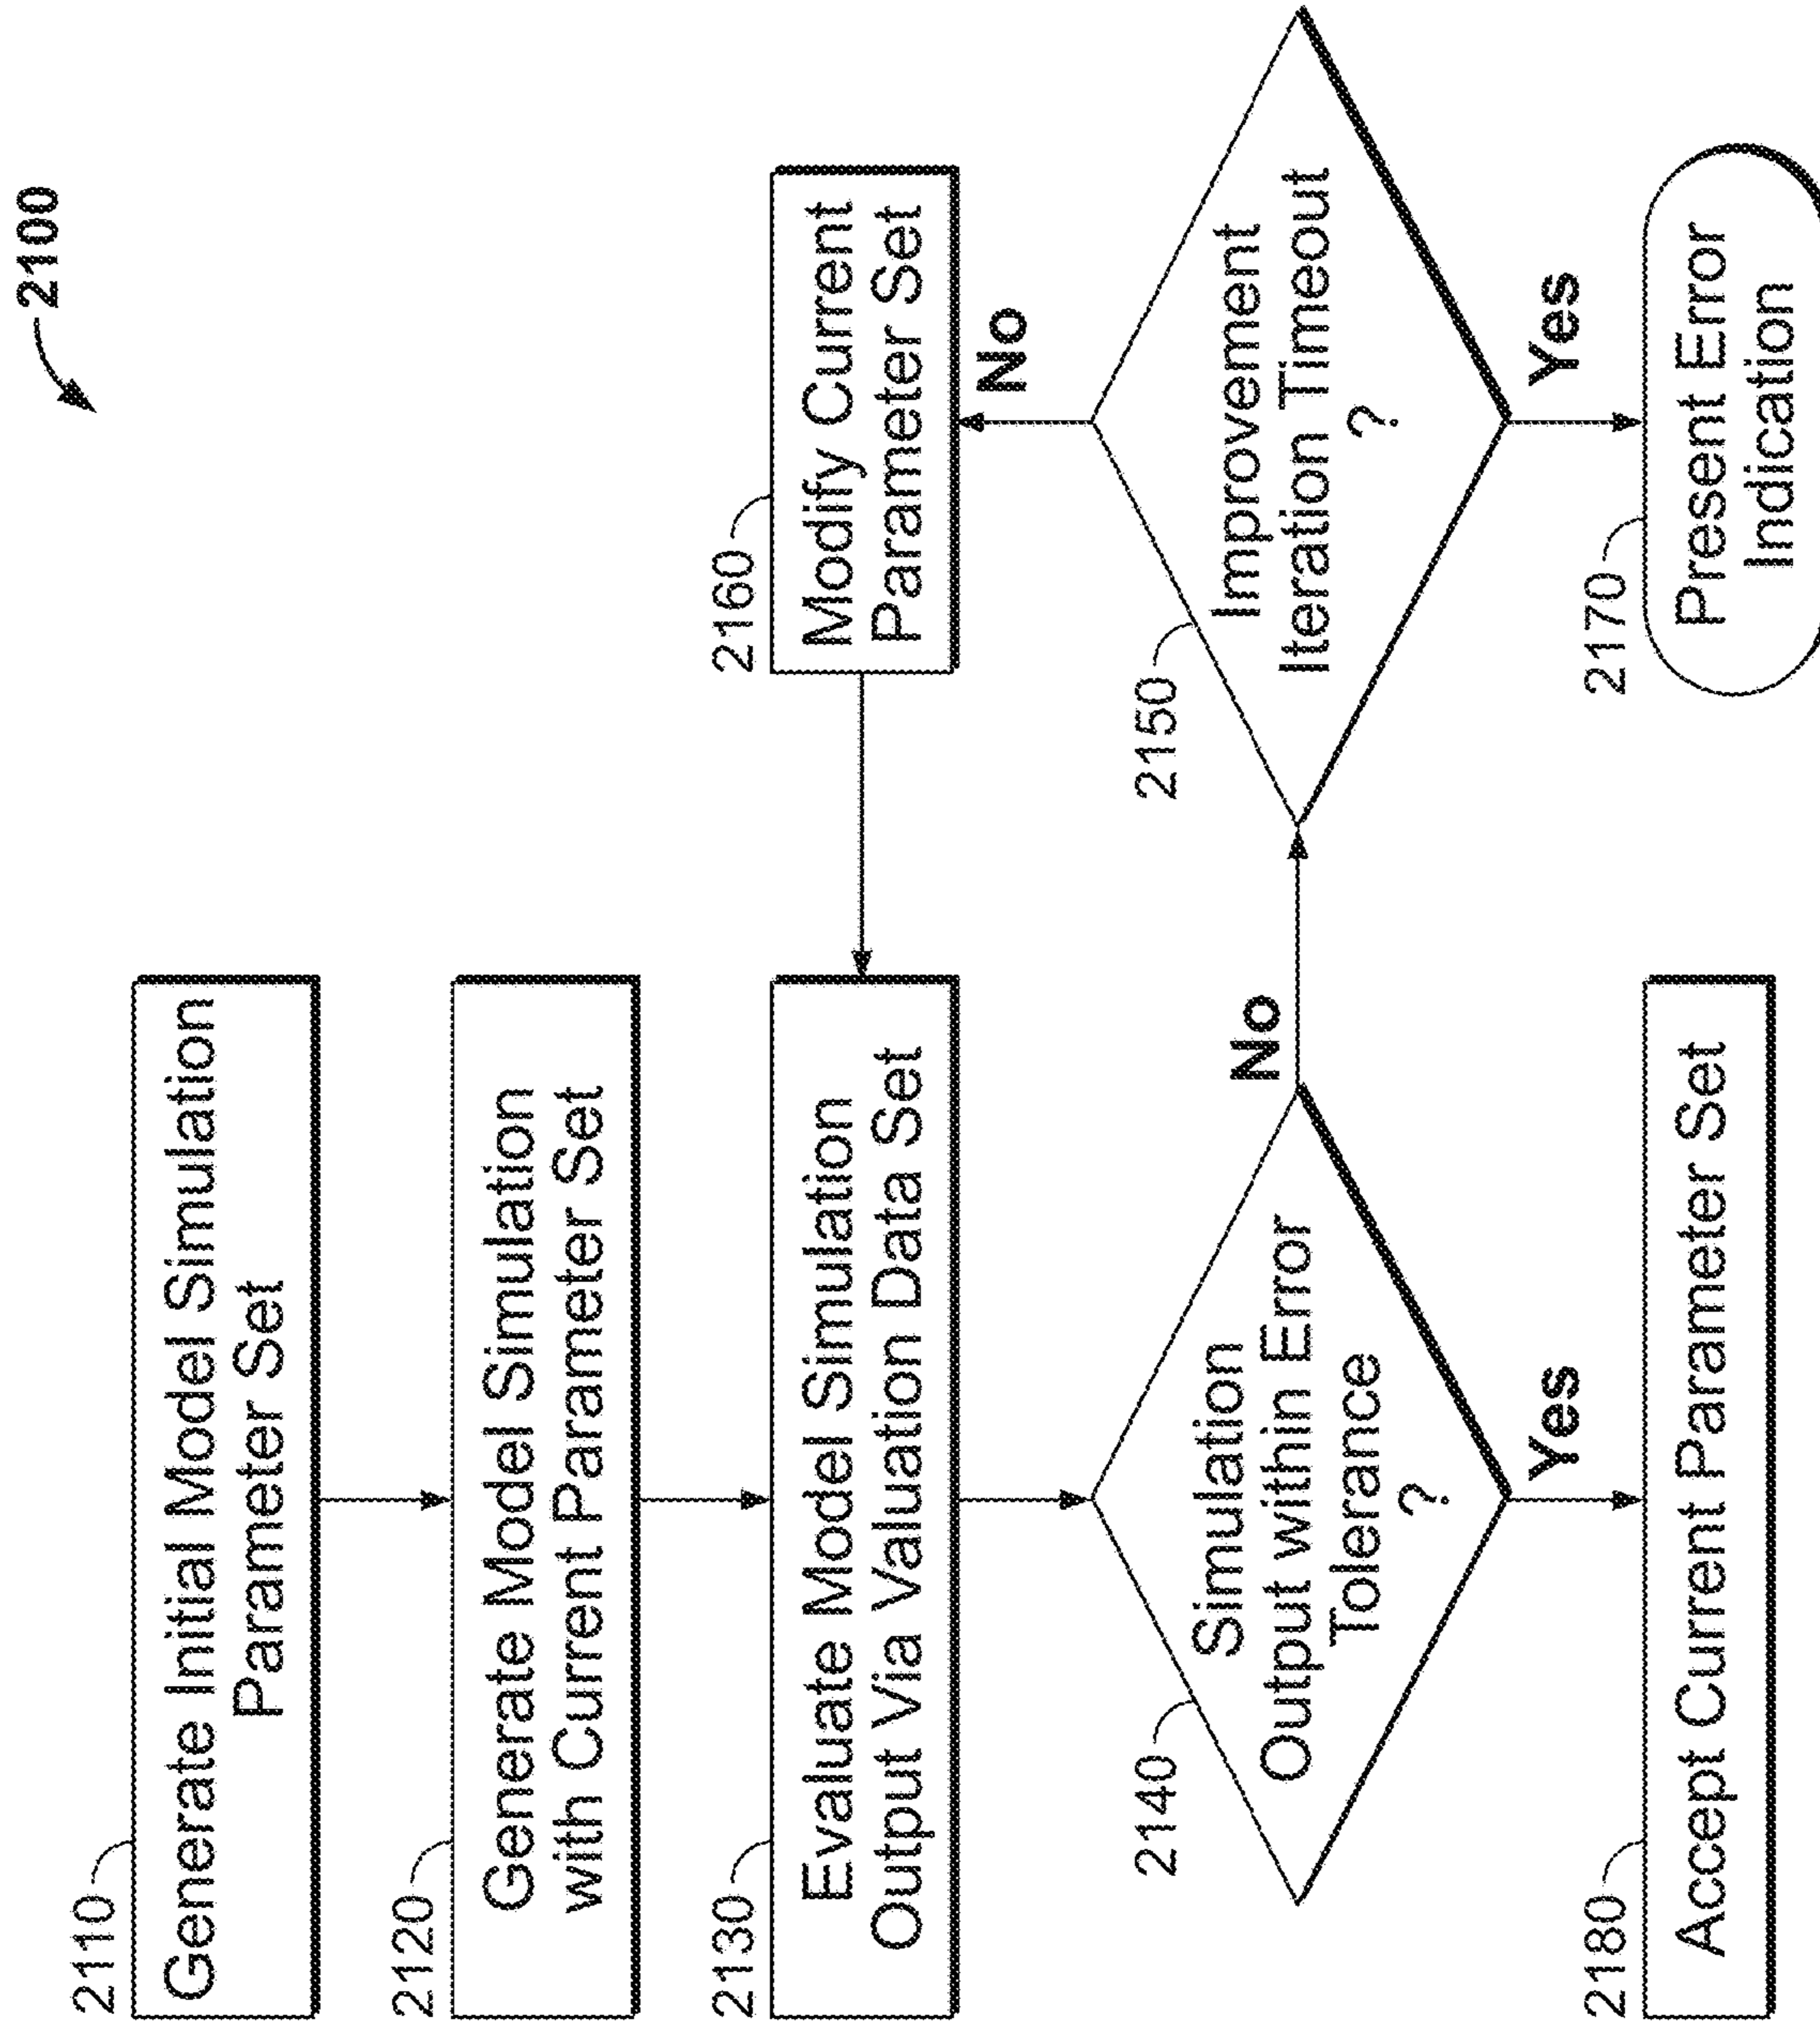 2100
2110
Generate Initial Model Simulation
Parameter Set
2120
Generate Model Simulation
with Current Parameter Set
2130
Evaluate Model Simulation
Output Via Valuation Data Set
2160
Modify Current
Parameter Set
2140
Simulation
Output within Error
Tolerance
?
No
Yes
2150
Improvement
Iteration Timeout
?
No
Yes
2180
Accept Current Parameter Set
2170
Present Error
Indication